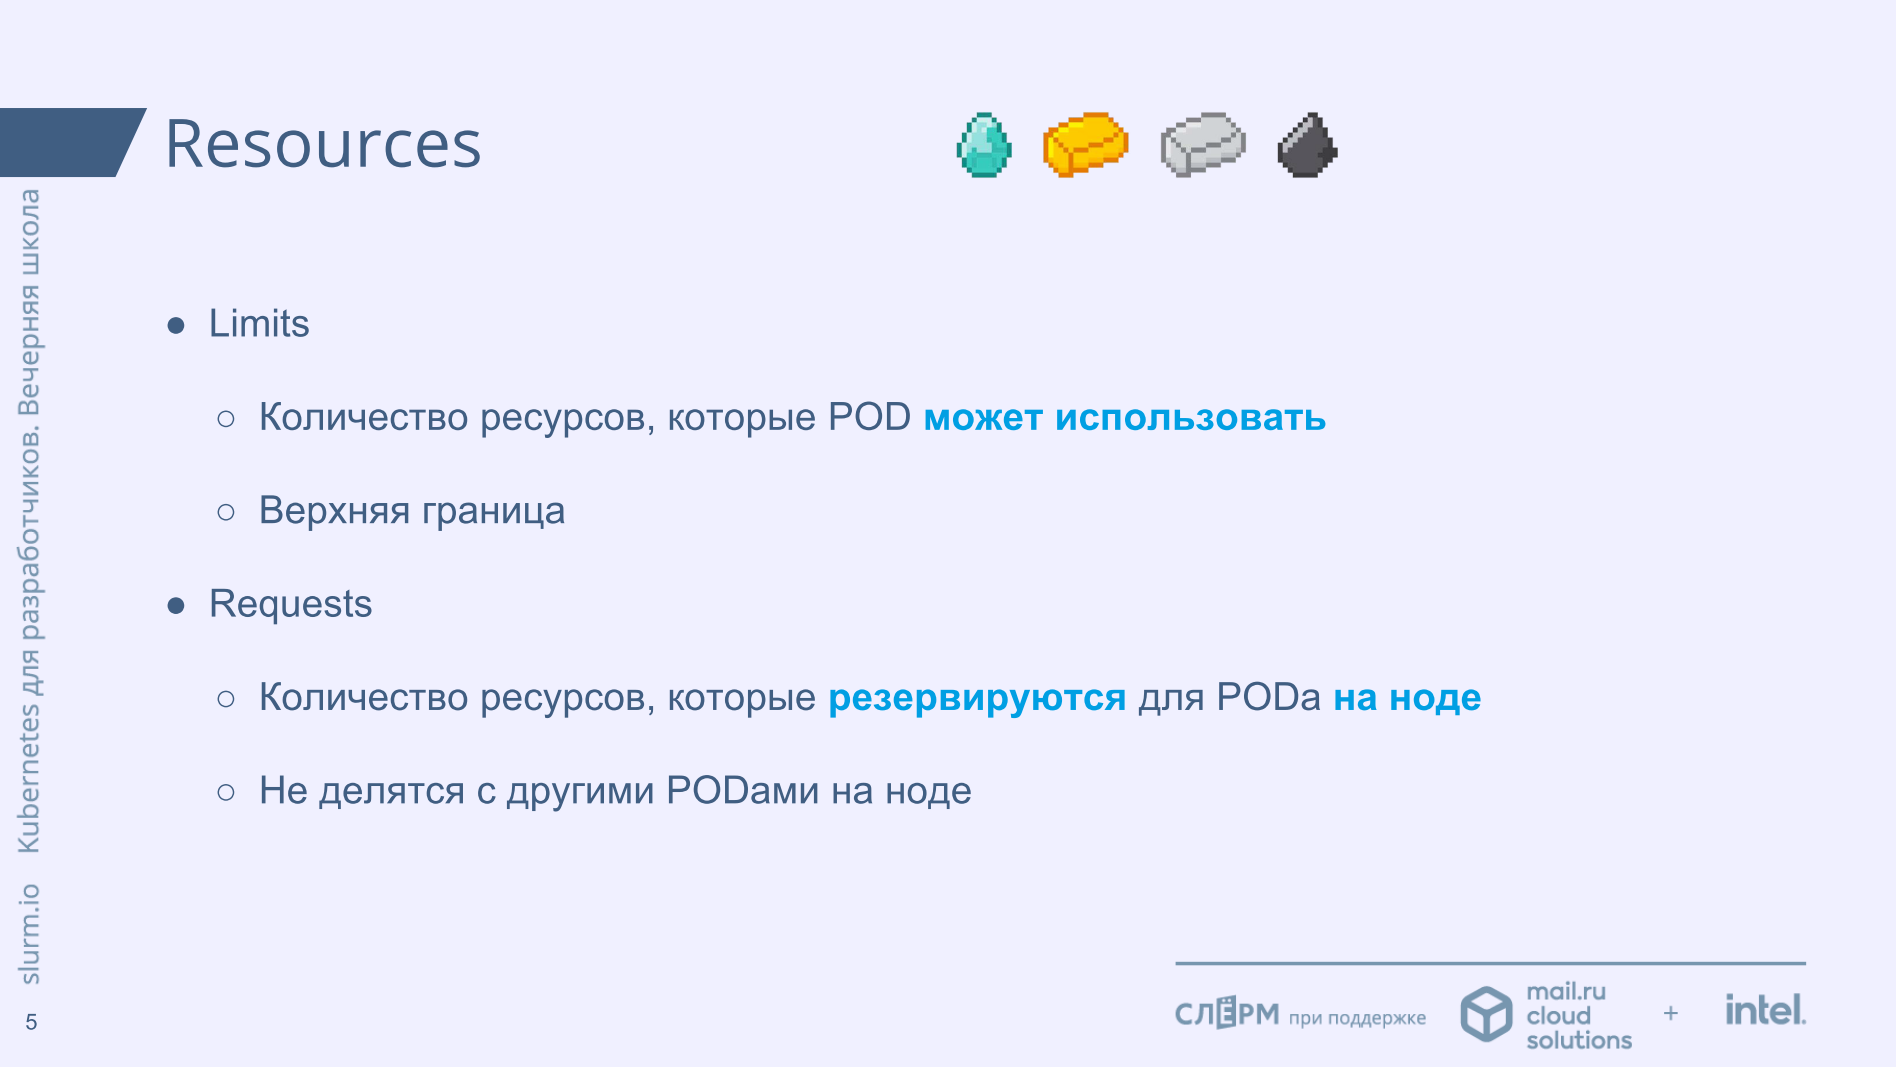 Resources
● Limits
○ Количество ресурсов, которые POD может использовать
○ Верхняя граница
● Requests
○ Количество ресурсов, которые резервируются для PODа на ноде
○ Не делятся с другими PODами на ноде
slurm.io Kubernetes для разработчиков. Вечерняя школа
5
СЛЁРМ при поддержке
mail.ru
cloud
solutions
+
intel.